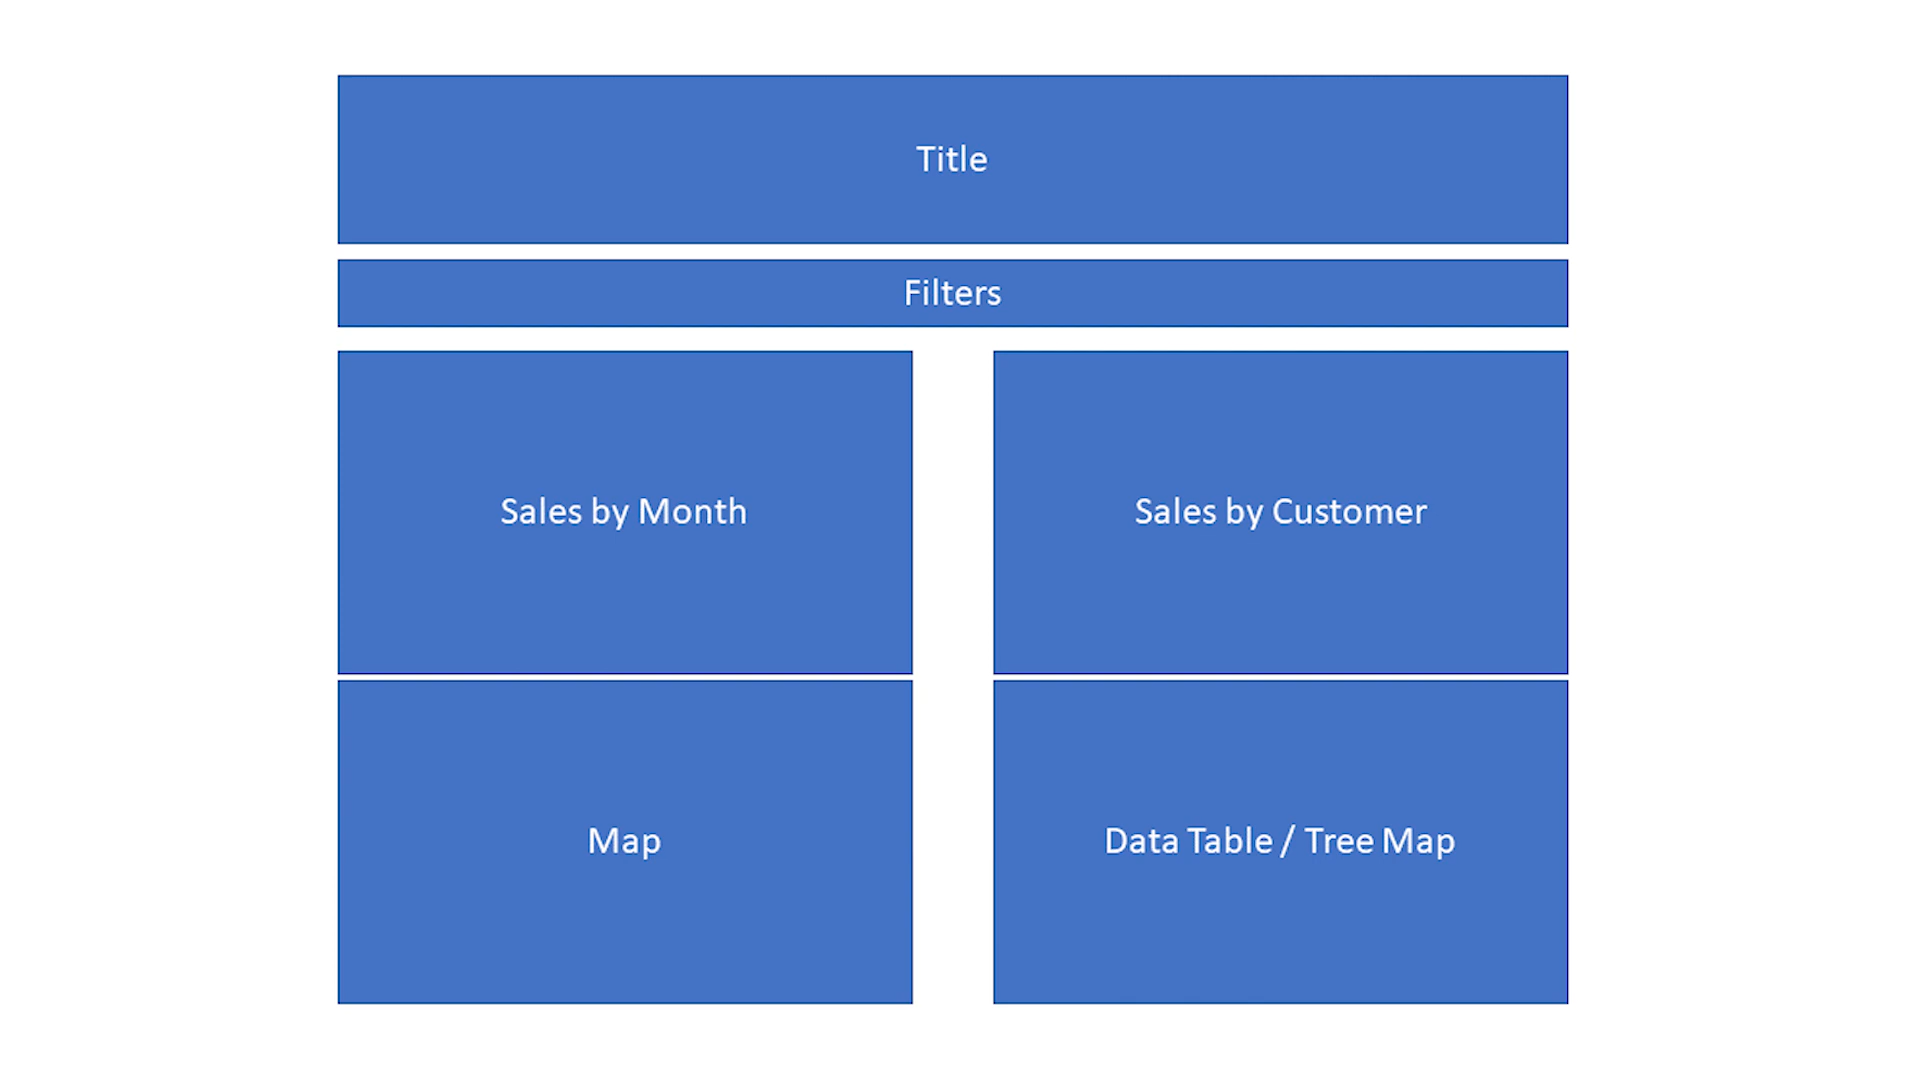 Title
Filters
Sales by Month
Sales by Customer
Map
Data Table / Tree Map